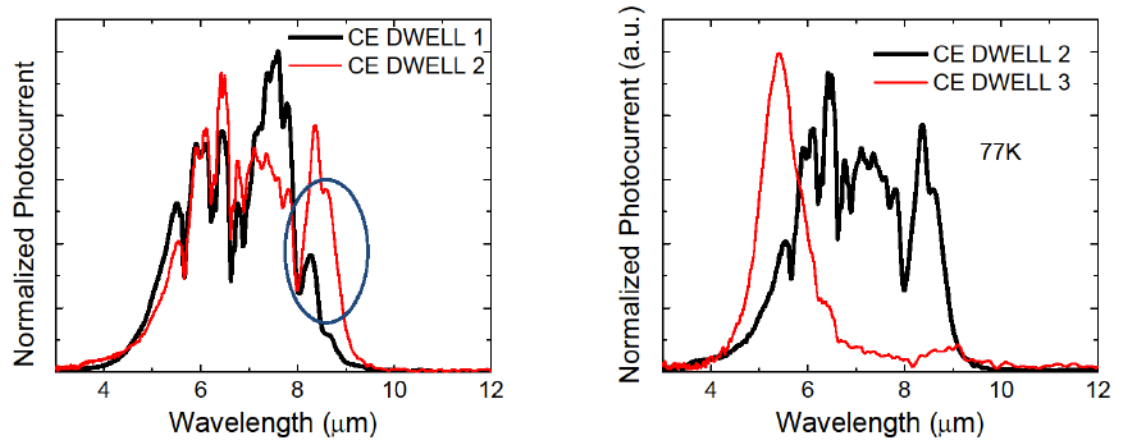 Normalized Photocurrent
CE DWELL 1
CE DWELL 2
4 6 8 10 12
Wavelength (μm)
Normalized Photocurrent (a.u.)
CE DWELL 2
CE DWELL 3
77K
4 6 8 10 12
Wavelength (μm)